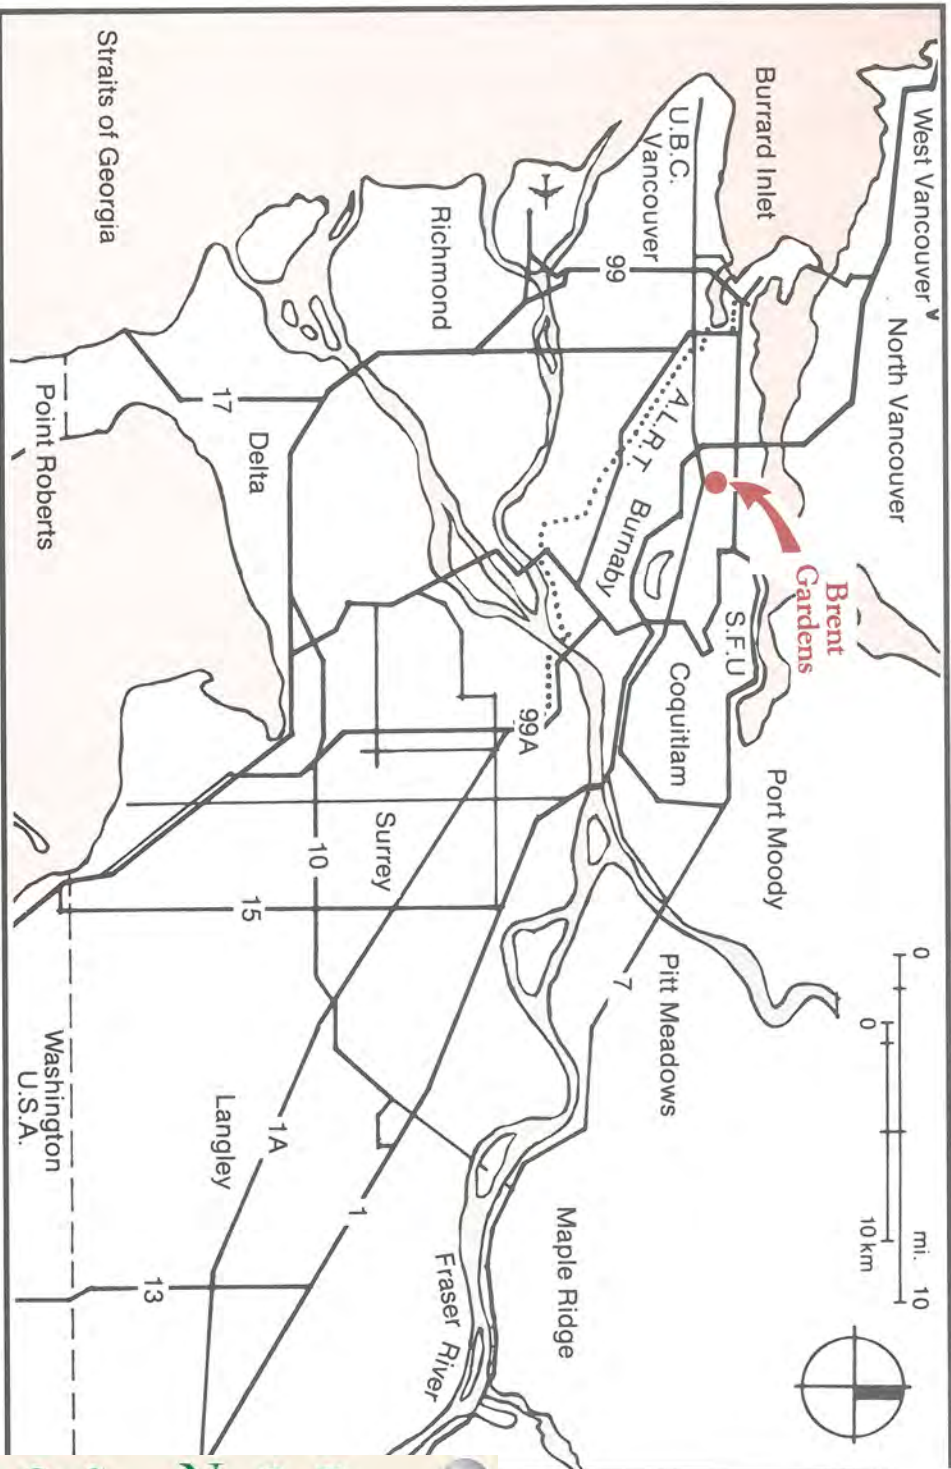 West Vancouver
North Vancouver
Burrard Inlet
Brent
Gardens
0 mi. 10
0 10 km
U.B.C.
Vancouver
99
A.L.R.T.
Burnaby
S.F.U
Coquitlam
Port Moody
Pitt Meadows
7
Maple Ridge
Richmond
99A
Surrey
Fraser River
Straits of Georgia
17
Delta
10
15
1A
1
Langley
13
Point Roberts
Washington
U.S.A.